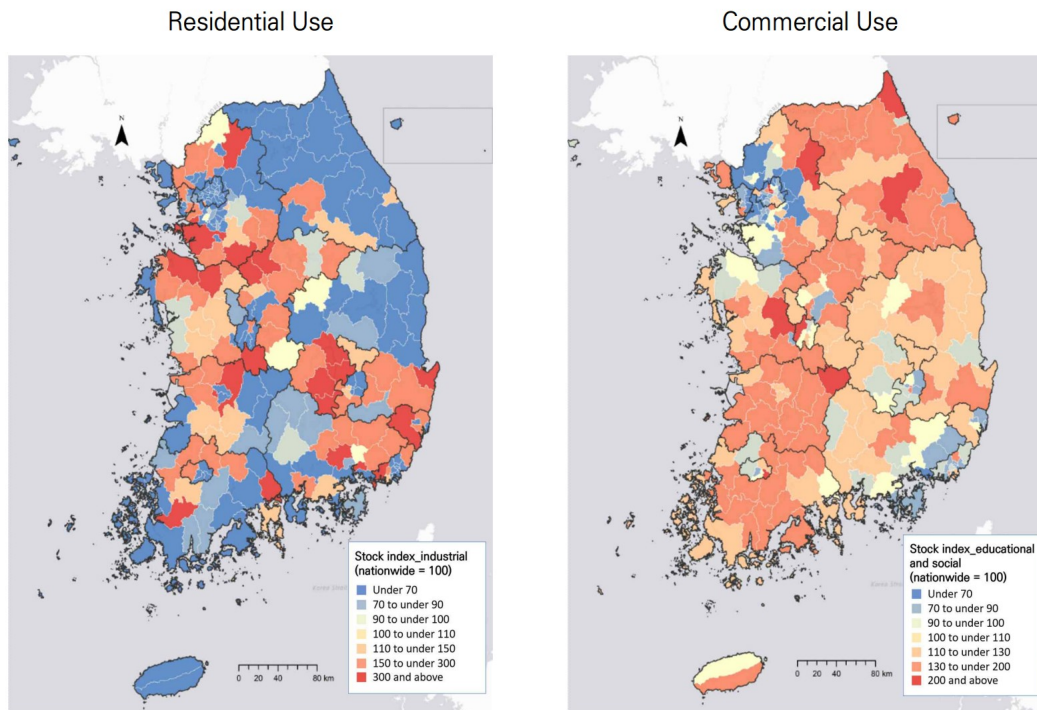 Residential Use
Commercial Use
N
N
Stock index_industrial
(nationwide = 100)
Under 70
70 to under 90
90 to under 100
100 to under 110
110 to under 150
150 to under 300
300 and above
0 20 40 80 km
Stock index_educational
and social
(nationwide = 100)
Under 70
70 to under 90
90 to under 100
100 to under 110
110 to under 130
130 to under 200
200 and above
0 20 40 80 km